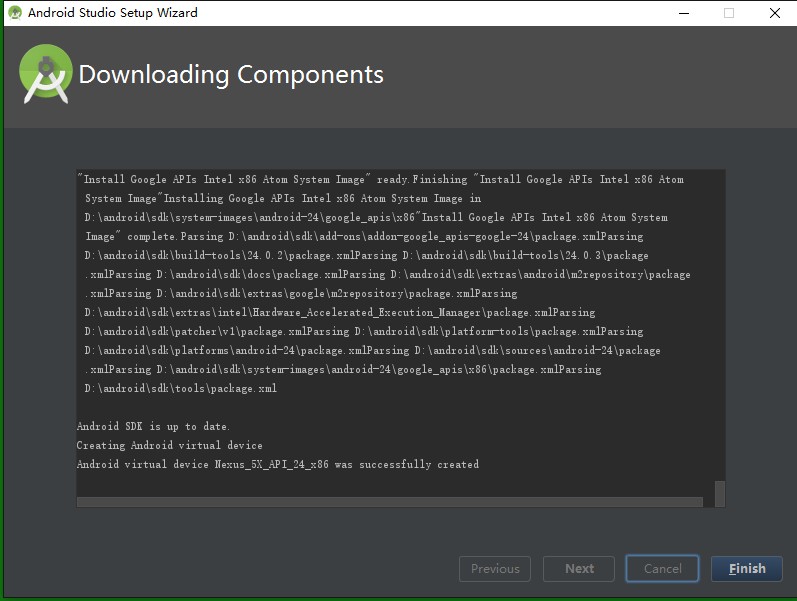 Android Studio Setup Wizard
Downloading Components
"Install Google APIs Intel x86 Atom System Image" ready.Finishing "Install Google APIs Intel x86 Atom
System Image"Installing Google APIs Intel x86 Atom System Image in
D:\android\sdk\system-images\android-24\google_apis\x86"Install Google APIs Intel x86 Atom System
Image" complete.Parsing D:\android\sdk\add-ons\addon-google_apis-google-24\package.xmlParsing
D:\android\sdk\build-tools\24.0.2\package.xmlParsing D:\android\sdk\build-tools\24.0.3\package
.xmlParsing D:\android\sdk\docs\package.xmlParsing D:\android\sdk\extras\android\m2repository\package
.xmlParsing D:\android\sdk\extras\google\m2repository\package.xmlParsing
D:\android\sdk\extras\intel\Hardware_Accelerated_Execution_Manager\package.xmlParsing
D:\android\sdk\patcher\v1\package.xmlParsing D:\android\sdk\platform-tools\package.xmlParsing
D:\android\sdk\platforms\android-24\package.xmlParsing D:\android\sdk\sources\android-24\package
.xmlParsing D:\android\sdk\system-images\android-24\google_apis\x86\package.xmlParsing
D:\android\sdk\tools\package.xml
Android SDK is up to date.
Creating Android virtual device
Android virtual device Nexus_5X_API_24_x86 was successfully created
Previous
Next
Cancel
Finish